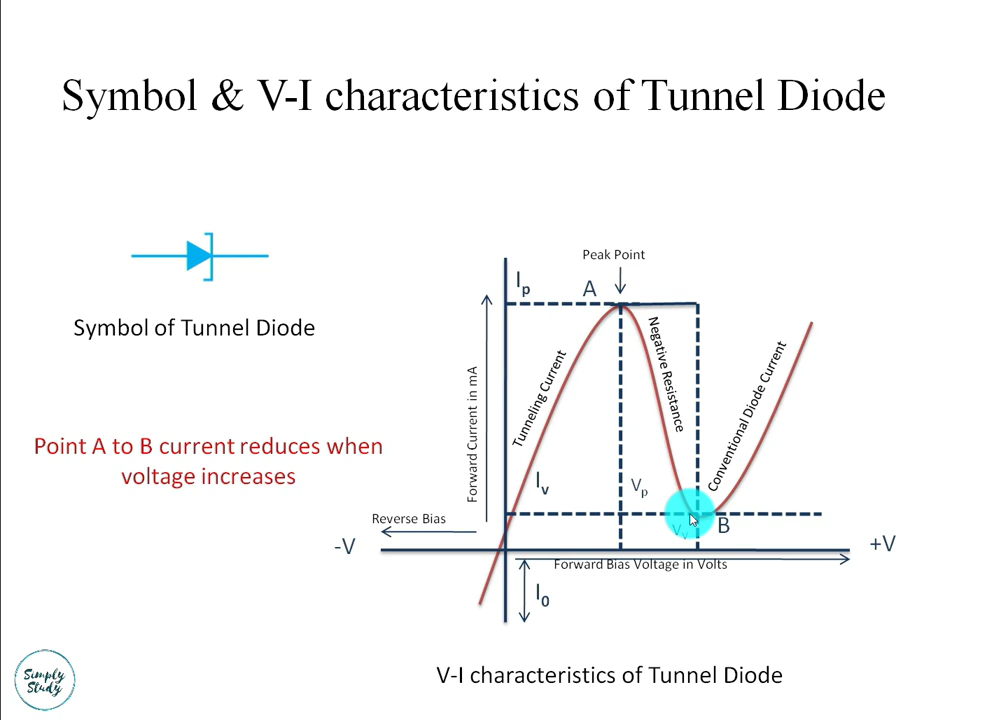 Symbol & V-I characteristics of Tunnel Diode
Symbol of Tunnel Diode
Point A to B current reduces when
voltage increases
Peak Point
Ip
A
Forward Current in mA
Tunneling Current
Negative Resistance
Conventional Diode Current
Iv
Vp
Vv
B
Reverse Bias
-V
+V
Forward Bias Voltage in Volts
I0
V-I characteristics of Tunnel Diode
Simply
Study